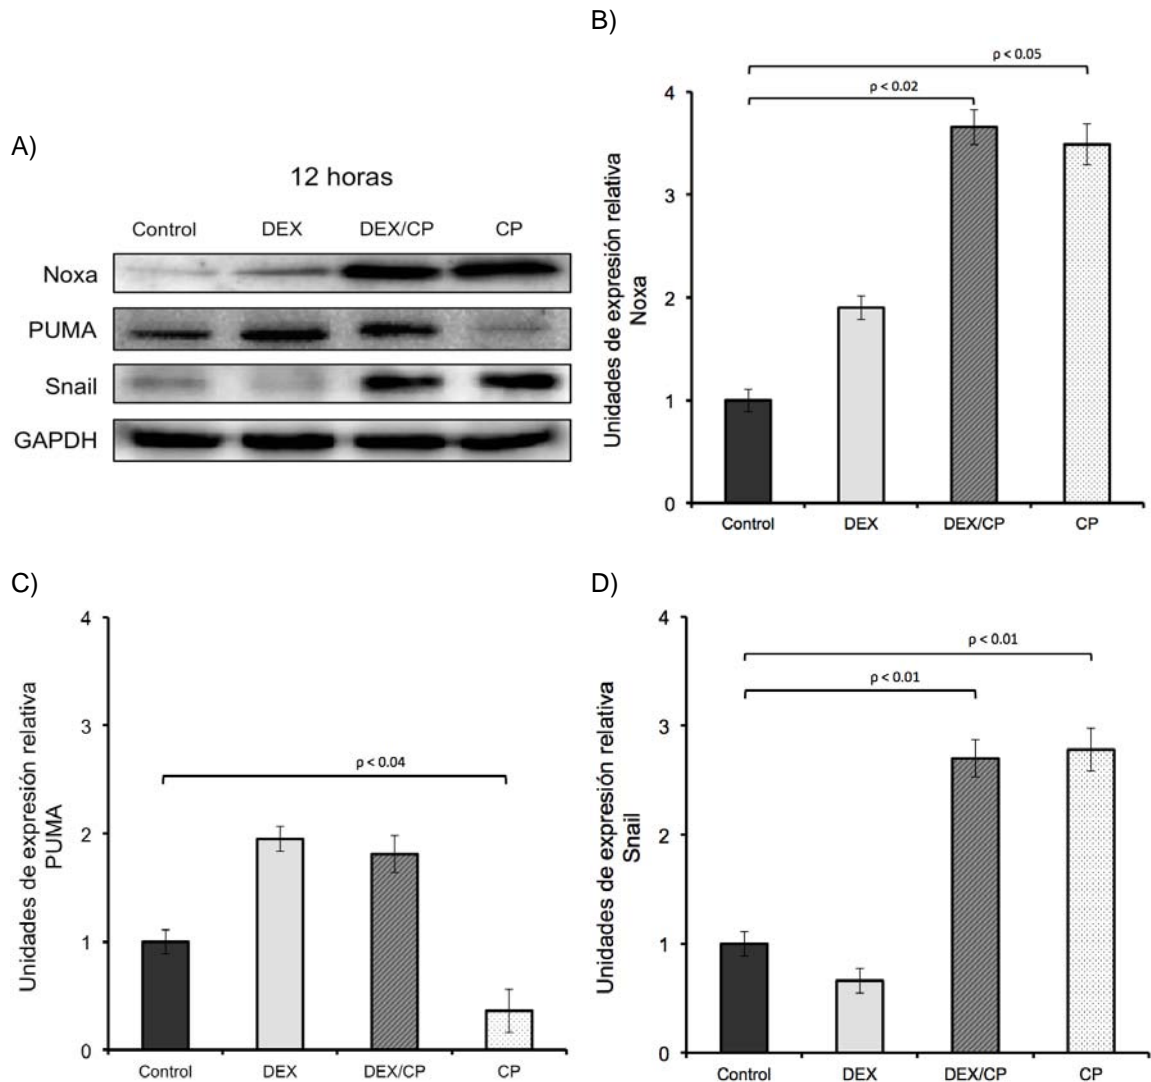 A)
12 horas
Control DEX DEX/CP CP
Noxa
PUMA
Snail
GAPDH
B)
p < 0.05
p < 0.02
Unidades de expresión relativa
Noxa
4
3
2
1
0
Control DEX DEX/CP CP
C)
p < 0.04
Unidades de expresión relativa
PUMA
4
3
2
1
0
Control DEX DEX/CP CP
D)
p < 0.01
p < 0.01
Unidades de expresión relativa
Snail
4
3
2
1
0
Control DEX DEX/CP CP